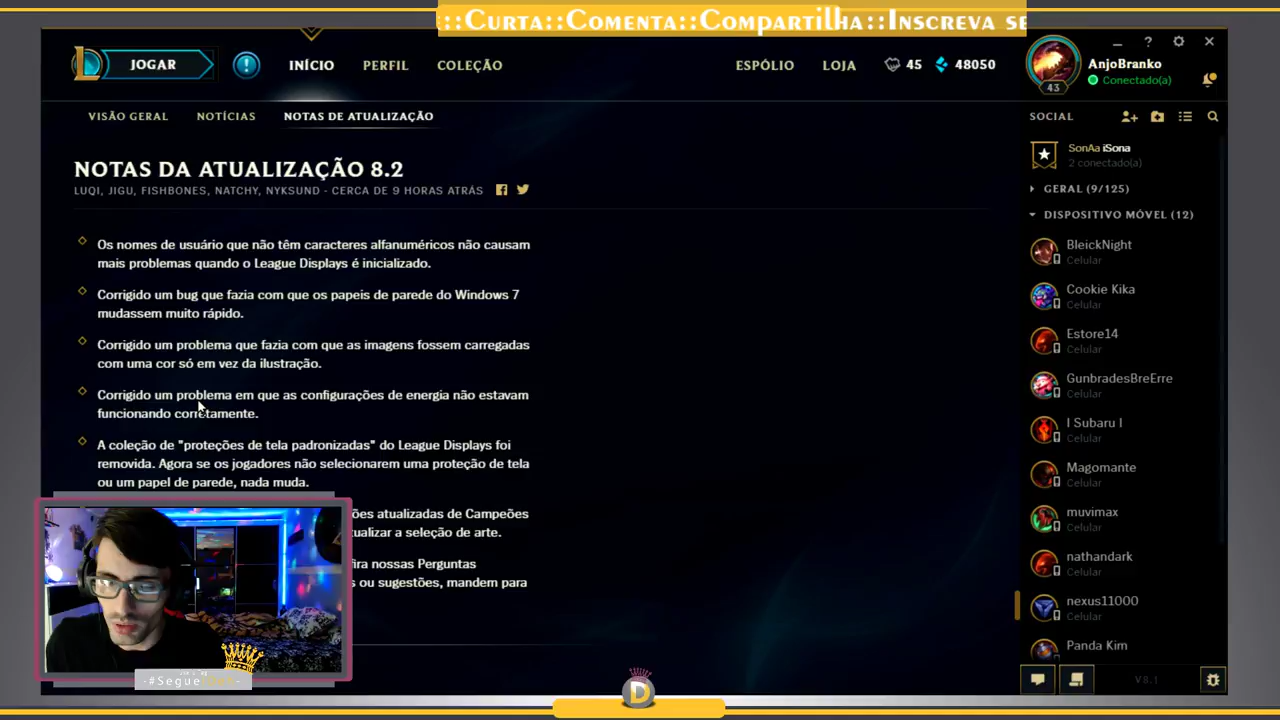 ::Curta::Comenta::Compartilha::Inscreva se
JOGAR
INÍCIO
PERFIL
COLEÇÃO
ESPÓLIO
LOJA
45
48050
AnjoBranko
Conectado(a)
43
VISÃO GERAL
NOTÍCIAS
NOTAS DE ATUALIZAÇÃO
SOCIAL
NOTAS DA ATUALIZAÇÃO 8.2
LUQI, JIGU, FISHBONES, NATCHY, NYKSUND - CERCA DE 9 HORAS ATRÁS
Os nomes de usuário que não têm caracteres alfanuméricos não causam
mais problemas quando o League Displays é inicializado.
Corrigido um bug que fazia com que os papeis de parede do Windows 7
mudassem muito rápido.
Corrigido um problema que fazia com que as imagens fossem carregadas
com uma cor só em vez da ilustração.
Corrigido um problema em que as configurações de energia não estavam
funcionando corretamente.
A coleção de "proteções de tela padronizadas" do League Displays foi
removida. Agora se os jogadores não selecionarem uma proteção de tela
ou um papel de parede, nada muda.
ões atualizadas de Campeões
ualizar a seleção de arte.
ira nossas Perguntas
s ou sugestões, mandem para
SonAa iSona
2 conectado(a)
GERAL (9/125)
DISPOSITIVO MÓVEL (12)
BleickNight
Celular
Cookie Kika
Celular
Estore14
Celular
GunbradesBreErre
Celular
I Subaru I
Celular
Magomante
Celular
muvimax
Celular
nathandark
Celular
nexus11000
Celular
Panda Kim
V8.1
-#Segue
D